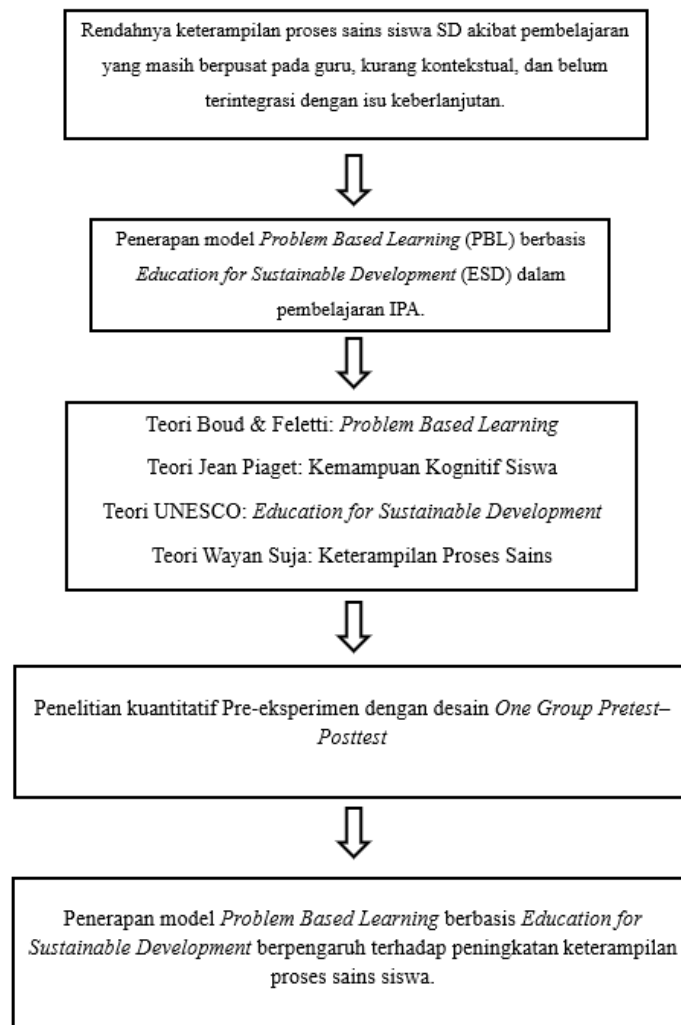 Rendahnya keterampilan proses sains siswa SD akibat pembelajaran
yang masih berpusat pada guru, kurang kontekstual, dan belum
terintegrasi dengan isu keberlanjutan.
Penerapan model Problem Based Learning (PBL) berbasis
Education for Sustainable Development (ESD) dalam
pembelajaran IPA.
Teori Boud & Feletti: Problem Based Learning
Teori Jean Piaget: Kemampuan Kognitif Siswa
Teori UNESCO: Education for Sustainable Development
Teori Wayan Suja: Keterampilan Proses Sains
Penelitian kuantitatif Pre-eksperimen dengan desain One Group Pretest–
Posttest
Penerapan model Problem Based Learning berbasis Education for
Sustainable Development berpengaruh terhadap peningkatan keterampilan
proses sains siswa.